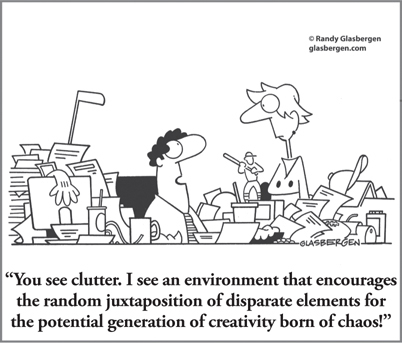 © Randy Glasbergen
glasbergen.com
GLASBERGEN
“You see clutter. I see an environment that encourages
the random juxtaposition of disparate elements for
the potential generation of creativity born of chaos!”